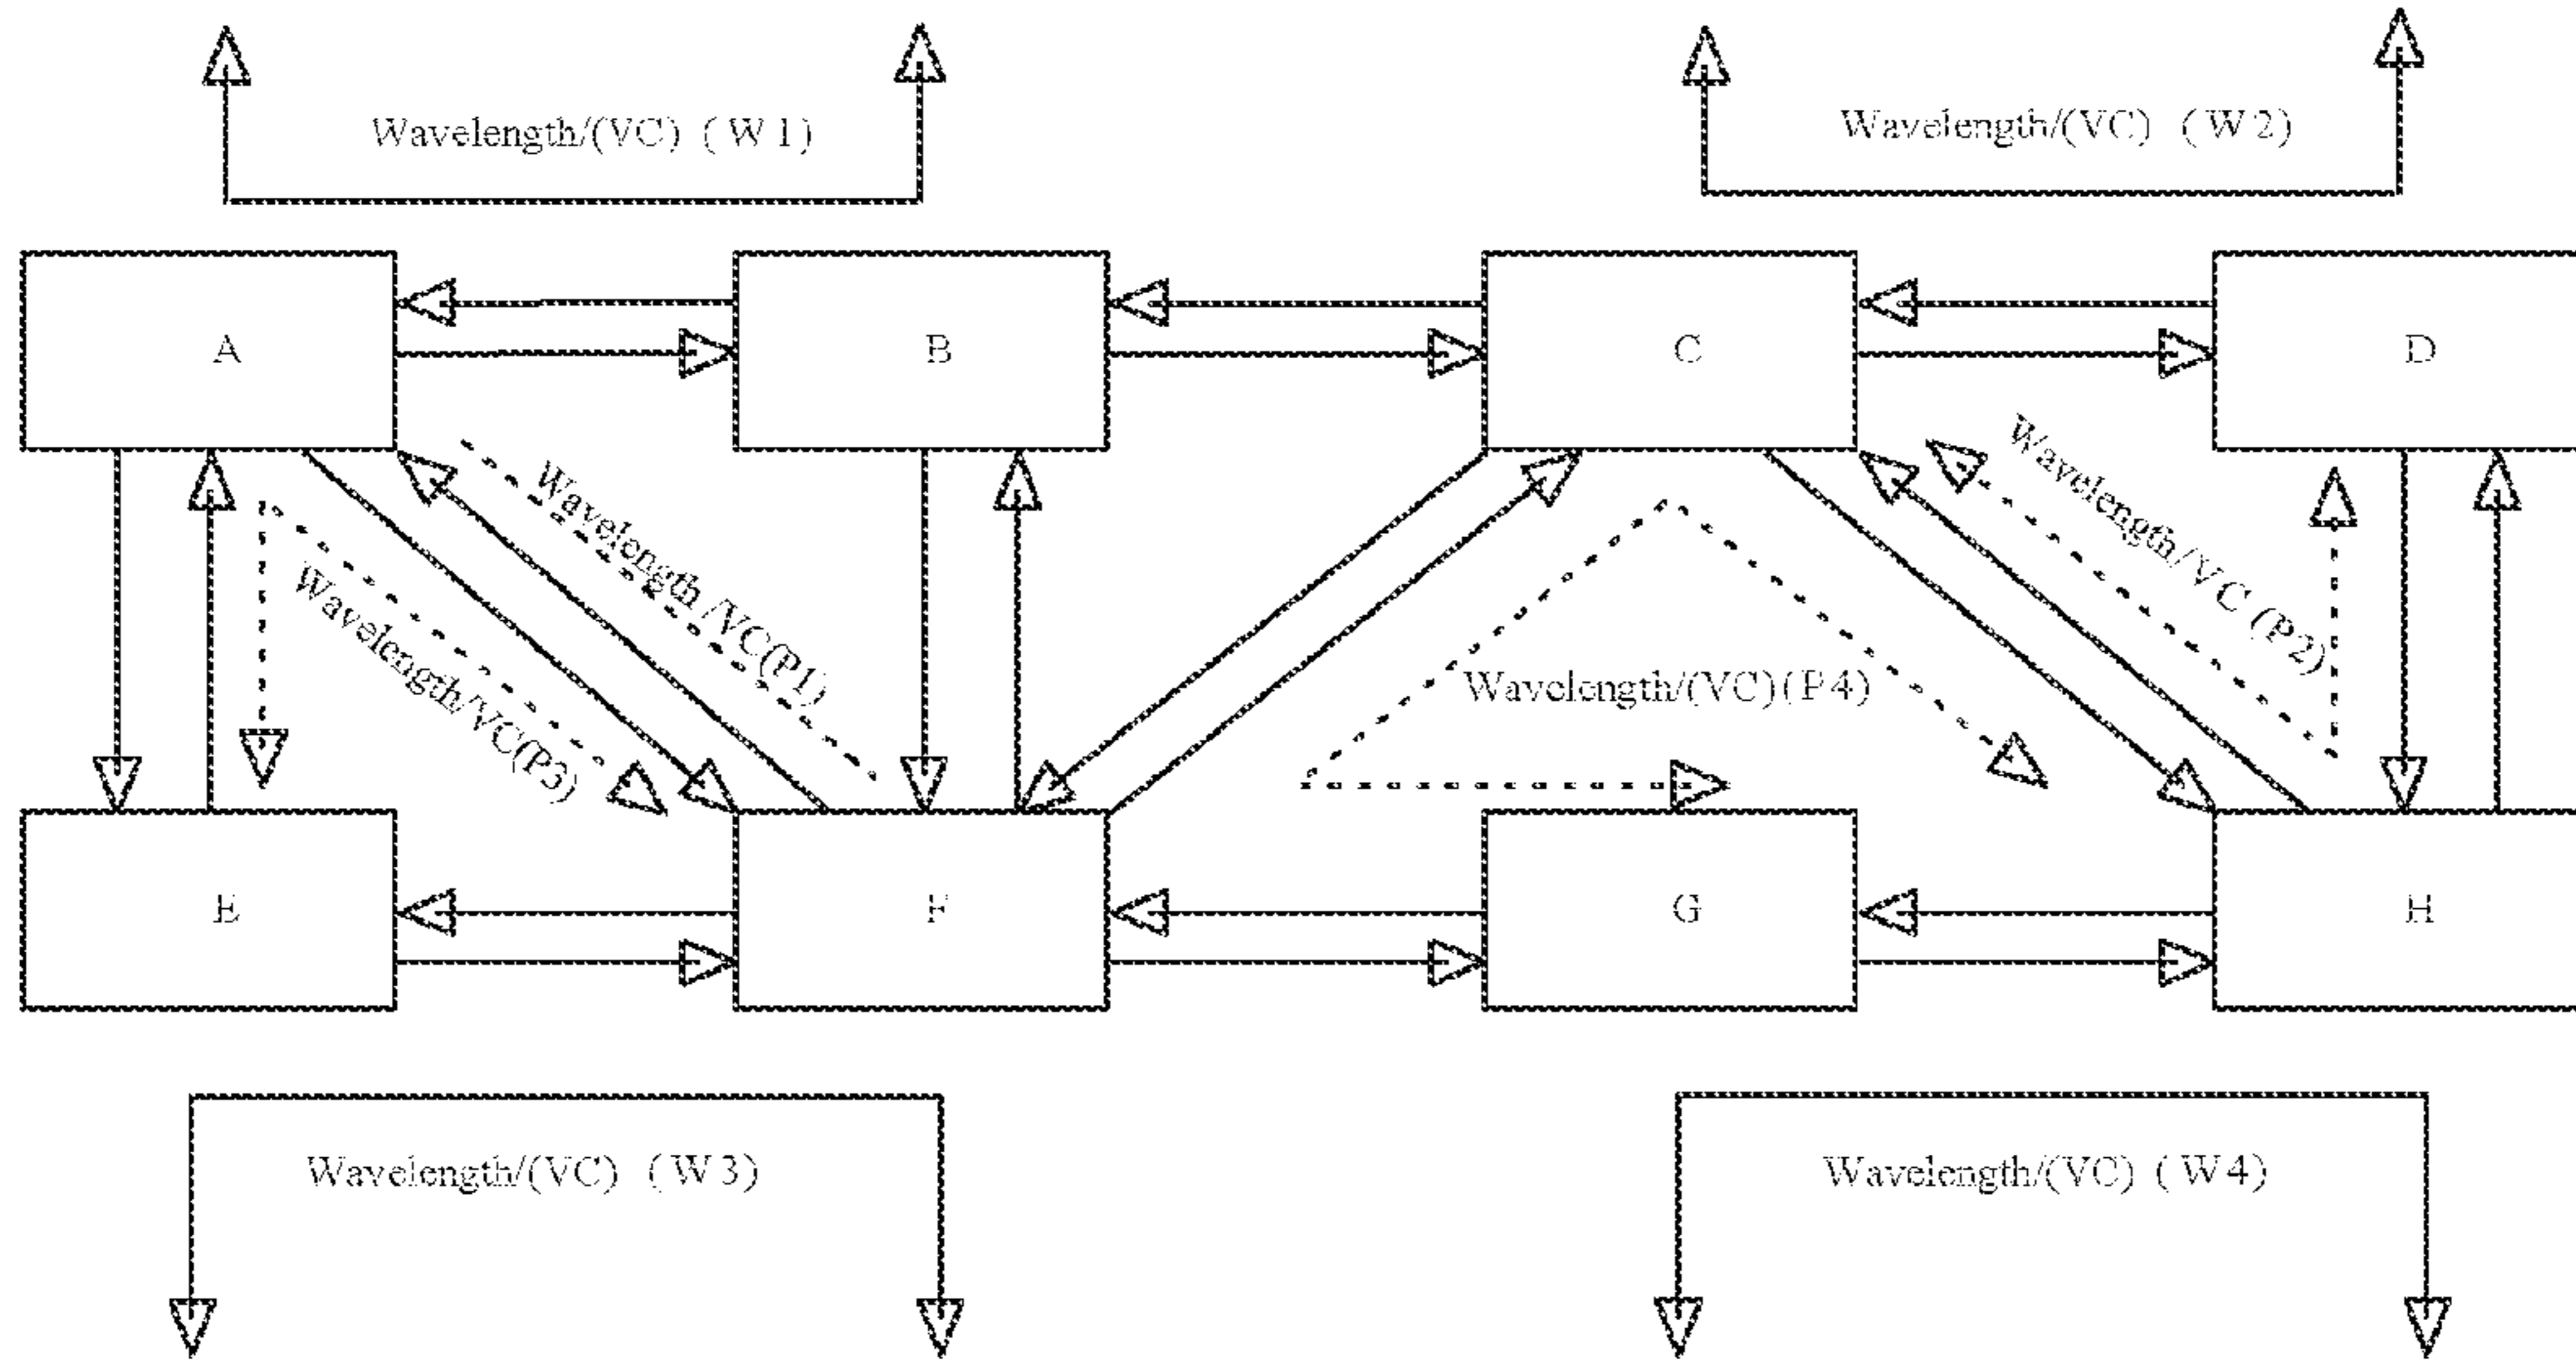 Wavelength/(VC) (W1)
Wavelength/(VC) (W2)
A
B
C
D
Wavelength/VC(P1)
Wavelength/VC (P2)
Wavelength/VC(P3)
Wavelength/(VC)(P4)
E
F
G
H
Wavelength/(VC) (W3)
Wavelength/(VC) (W4)